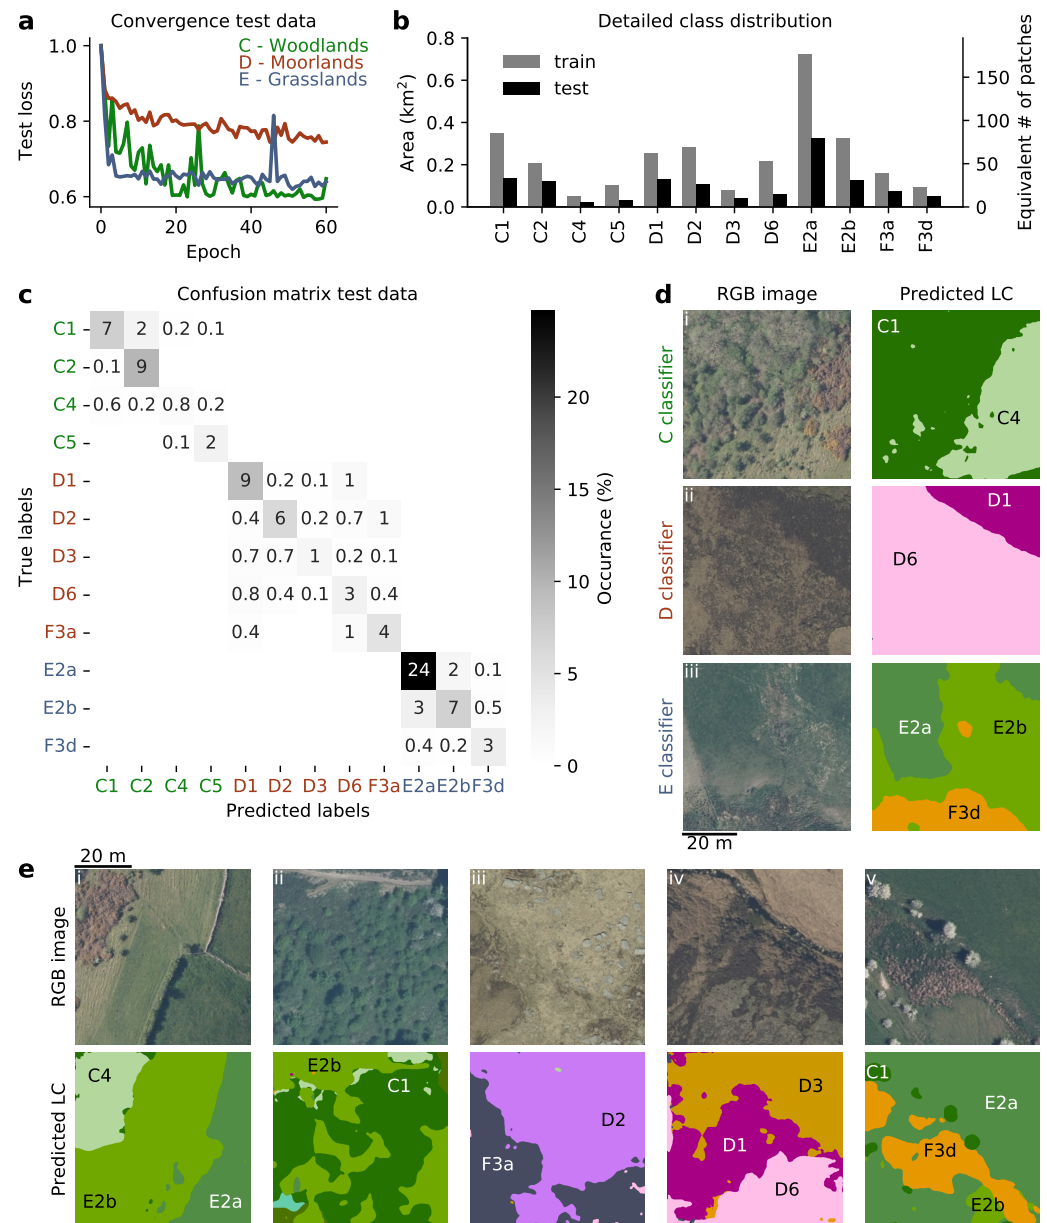 a
Convergence test data
C - Woodlands
D - Moorlands
E - Grasslands
Test loss
1.0
0.8
0.6
0
20
40
60
Epoch
b
Detailed class distribution
train
test
Area (km²)
0.8
0.6
0.4
0.2
0.0
Equivalent # of patches
150
100
50
0
C1 C2 C4 C5 D1 D2 D3 D6 E2a E2b F3a F3d
c
Confusion matrix test data
True labels
C1 7 2 0.2 0.1
C2 0.1 9
C4 0.6 0.2 0.8 0.2
C5 0.1 2
D1 9 0.2 0.1 1
D2 0.4 6 0.2 0.7 1
D3 0.7 0.7 1 0.2 0.1
D6 0.8 0.4 0.1 3 0.4
F3a 0.4 1 4
E2a 24 2 0.1
E2b 3 7 0.5
F3d 0.4 0.2 3
C1 C2 C4 C5 D1 D2 D3 D6 F3a E2a E2b F3d
Predicted labels
20
15
10
5
0
Occurance (%)
d
RGB image
Predicted LC
C classifier
i
C1
C4
D classifier
ii
D1
D6
E classifier
iii
E2a
E2b
F3d
20 m
e
20 m
RGB image
i
ii
iii
iv
v
Predicted LC
C4
E2b
E2a
E2b
C1
D2
F3a
D3
D1
D6
C1
E2a
F3d
E2b